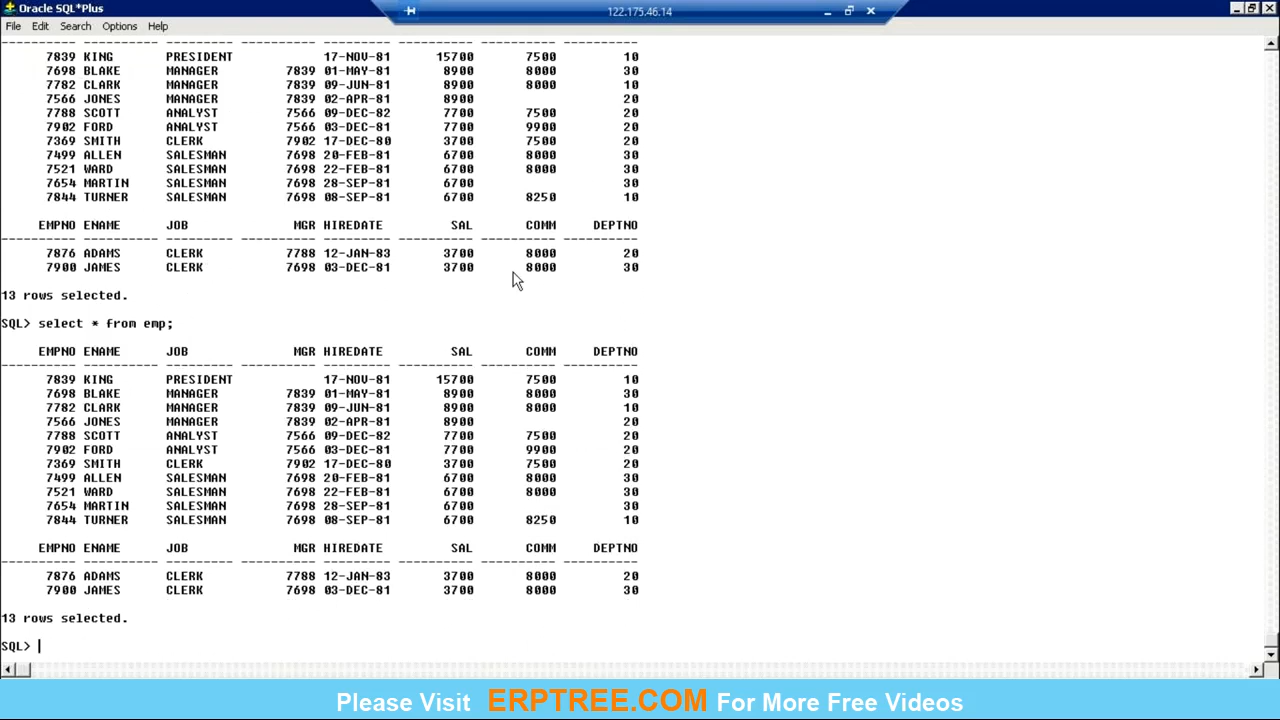 Oracle SQL*Plus
122.175.46.14
File Edit Search Options Help
---------- ---------- --------- ---------- --------- ---------- ---------- ----------
7839 KING PRESIDENT 17-NOV-81 15700 7500 10
7698 BLAKE MANAGER 7839 01-MAY-81 8900 8000 30
7782 CLARK MANAGER 7839 09-JUN-81 8900 8000 10
7566 JONES MANAGER 7839 02-APR-81 8900 20
7788 SCOTT ANALYST 7566 09-DEC-82 7700 7500 20
7902 FORD ANALYST 7566 03-DEC-81 7700 9900 20
7369 SMITH CLERK 7902 17-DEC-80 3700 7500 20
7499 ALLEN SALESMAN 7698 20-FEB-81 6700 8000 30
7521 WARD SALESMAN 7698 22-FEB-81 6700 8000 30
7654 MARTIN SALESMAN 7698 28-SEP-81 6700 30
7844 TURNER SALESMAN 7698 08-SEP-81 6700 8250 10
EMPNO ENAME JOB MGR HIREDATE SAL COMM DEPTNO
---------- ---------- --------- ---------- --------- ---------- ---------- ----------
7876 ADAMS CLERK 7788 12-JAN-83 3700 8000 20
7900 JAMES CLERK 7698 03-DEC-81 3700 8000 30
13 rows selected.
SQL> select * from emp;
EMPNO ENAME JOB MGR HIREDATE SAL COMM DEPTNO
---------- ---------- --------- ---------- --------- ---------- ---------- ----------
7839 KING PRESIDENT 17-NOV-81 15700 7500 10
7698 BLAKE MANAGER 7839 01-MAY-81 8900 8000 30
7782 CLARK MANAGER 7839 09-JUN-81 8900 8000 10
7566 JONES MANAGER 7839 02-APR-81 8900 20
7788 SCOTT ANALYST 7566 09-DEC-82 7700 7500 20
7902 FORD ANALYST 7566 03-DEC-81 7700 9900 20
7369 SMITH CLERK 7902 17-DEC-80 3700 7500 20
7499 ALLEN SALESMAN 7698 20-FEB-81 6700 8000 30
7521 WARD SALESMAN 7698 22-FEB-81 6700 8000 30
7654 MARTIN SALESMAN 7698 28-SEP-81 6700 30
7844 TURNER SALESMAN 7698 08-SEP-81 6700 8250 10
EMPNO ENAME JOB MGR HIREDATE SAL COMM DEPTNO
---------- ---------- --------- ---------- --------- ---------- ---------- ----------
7876 ADAMS CLERK 7788 12-JAN-83 3700 8000 20
7900 JAMES CLERK 7698 03-DEC-81 3700 8000 30
13 rows selected.
SQL>
Please Visit ERPTREE.COM For More Free Videos